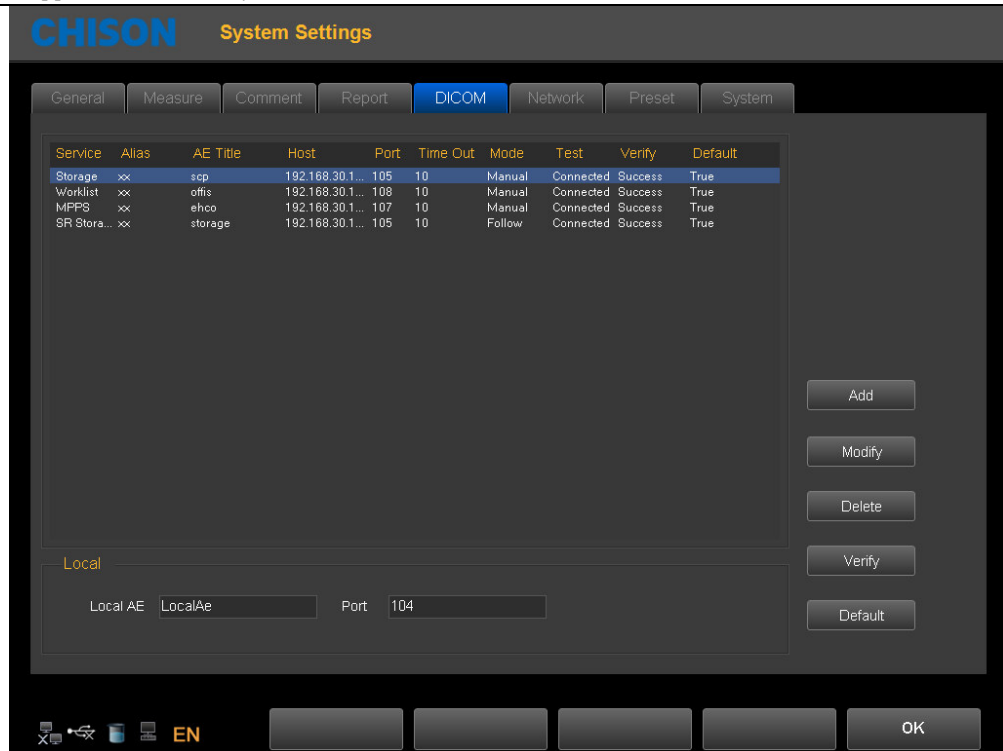 CHISON System Settings
General Measure Comment Report DICOM Network Preset System
Service Alias AE Title Host Port Time Out Mode Test Verify Default
Storage xx scp 192.168.30.1... 105 10 Manual Connected Success True
Worklist xx offis 192.168.30.1... 108 10 Manual Connected Success True
MPPS xx ehco 192.168.30.1... 107 10 Manual Connected Success True
SR Stora... xx storage 192.168.30.1... 105 10 Follow Connected Success True
Add
Modify
Delete
Verify
Default
Local
Local AE LocalAe Port 104
EN
OK